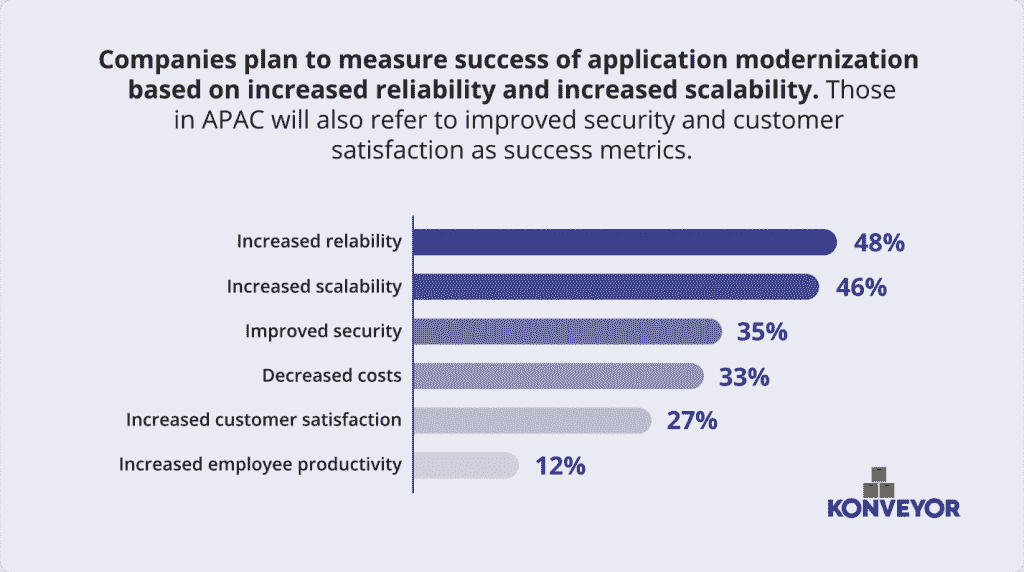 Companies plan to measure success of application modernization
based on increased reliability and increased scalability. Those
in APAC will also refer to improved security and customer
satisfaction as success metrics.
Increased relability 48%
Increased scalability 46%
Improved security 35%
Decreased costs 33%
Increased customer satisfaction 27%
Increased employee productivity 12%
KONVEYOR